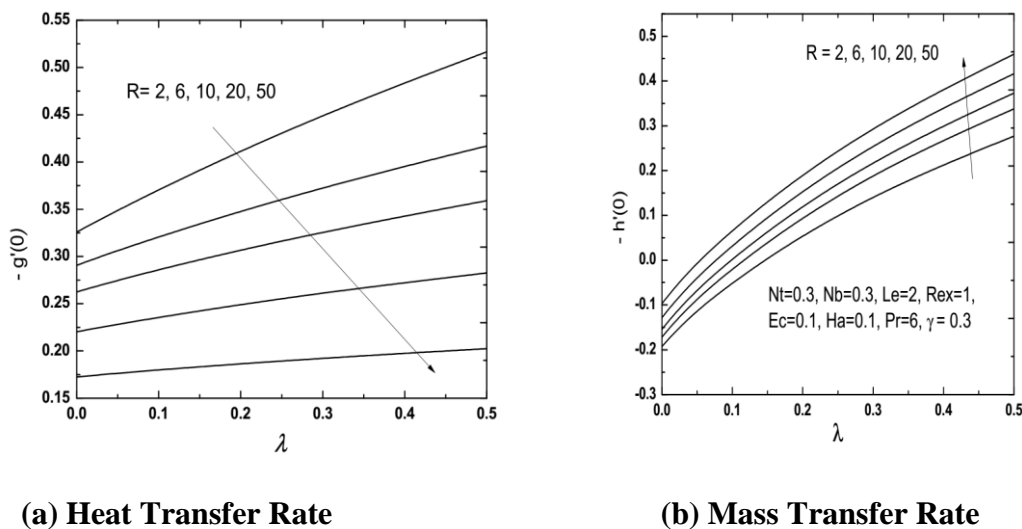 0.55
0.50
0.45
0.40
0.35
0.30
0.25
0.20
0.15
- g'(0)
R= 2, 6, 10, 20, 50
0.0 0.1 0.2 0.3 0.4 0.5
λ
(a) Heat Transfer Rate
0.5
0.4
0.3
0.2
0.1
0.0
-0.1
-0.1
-0.2
-0.3
- h'(0)
R = 2, 6, 10, 20, 50
Nt=0.3, Nb=0.3, Le=2, Rex=1,
Ec=0.1, Ha=0.1, Pr=6, γ = 0.3
0.0 0.1 0.2 0.3 0.4 0.5
λ
(b) Mass Transfer Rate